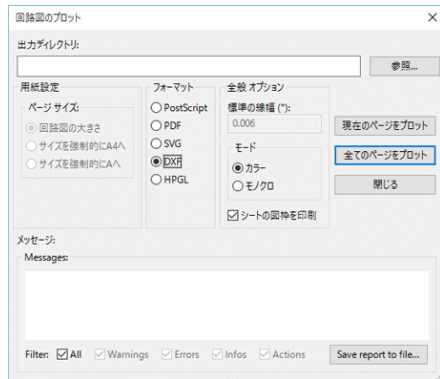 回路図のプロット
出力ディレクトリ:
参照...
用紙設定
ページ サイズ:
回路図の大きさ
サイズを強制的にA4へ
サイズを強制的にAへ
フォーマット
PostScript
PDF
SVG
DXF
HPGL
全般 オプション
標準の線幅 ("):
0.006
モード
カラー
モノクロ
シートの図枠を印刷
現在のページをプロット
全てのページをプロット
閉じる
メッセージ:
Messages:
Filter: All Warnings Errors Infos Actions Save report to file...